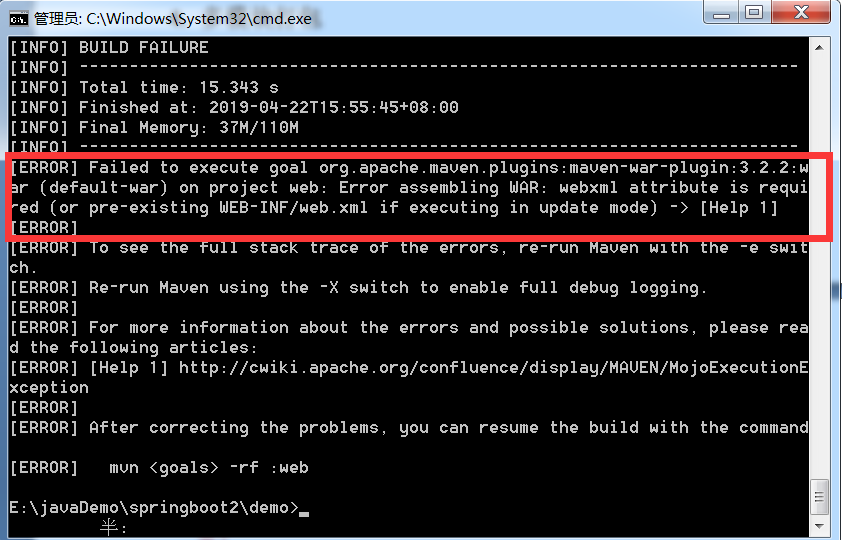 管理员: C:\Windows\System32\cmd.exe
[INFO] BUILD FAILURE
[INFO] ------------------------------------------------------------------------
[INFO] Total time: 15.343 s
[INFO] Finished at: 2019-04-22T15:55:45+08:00
[INFO] Final Memory: 37M/110M
[INFO] ------------------------------------------------------------------------
[ERROR] Failed to execute goal org.apache.maven.plugins:maven-war-plugin:3.2.2:w
ar (default-war) on project web: Error assembling WAR: webxml attribute is requi
red (or pre-existing WEB-INF/web.xml if executing in update mode) -> [Help 1]
[ERROR]
[ERROR] To see the full stack trace of the errors, re-run Maven with the -e swit
ch.
[ERROR] Re-run Maven using the -X switch to enable full debug logging.
[ERROR]
[ERROR] For more information about the errors and possible solutions, please rea
d the following articles:
[ERROR] [Help 1] http://cwiki.apache.org/confluence/display/MAVEN/MojoExecutionE
xception
[ERROR]
[ERROR] After correcting the problems, you can resume the build with the command
[ERROR]   mvn <goals> -rf :web
E:\javaDemo\springboot2\demo>_
半: